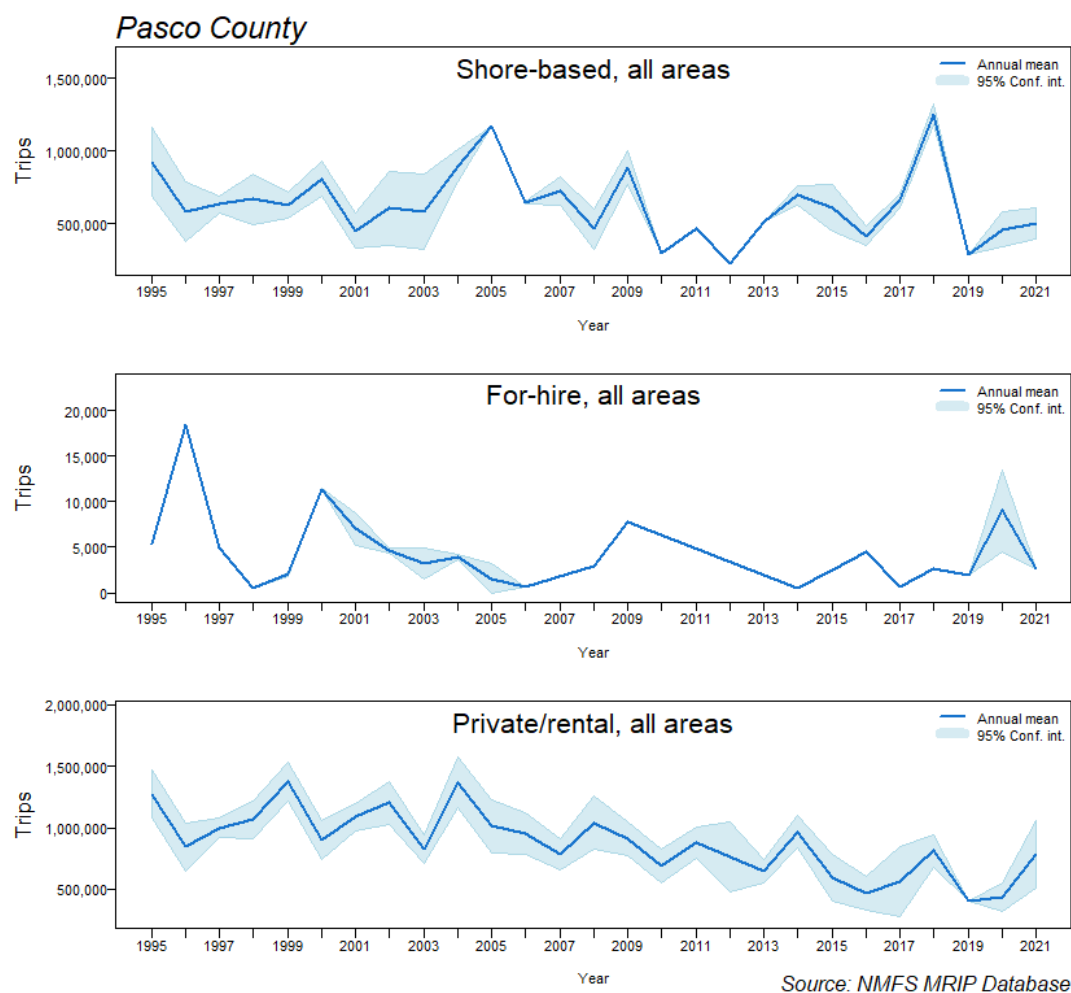 Pasco County
Shore-based, all areas
Annual mean
95% Conf. int.
1,500,000
1,000,000
500,000
Trips
1995 1997 1999 2001 2003 2005 2007 2009 2011 2013 2015 2017 2019 2021
Year
For-hire, all areas
Annual mean
95% Conf. int.
20,000
15,000
10,000
5,000
0
Trips
1995 1997 1999 2001 2003 2005 2007 2009 2011 2013 2015 2017 2019 2021
Year
Private/rental, all areas
Annual mean
95% Conf. int.
2,000,000
1,500,000
1,000,000
500,000
Trips
1995 1997 1999 2001 2003 2005 2007 2009 2011 2013 2015 2017 2019 2021
Year
Source: NMFS MRIP Database